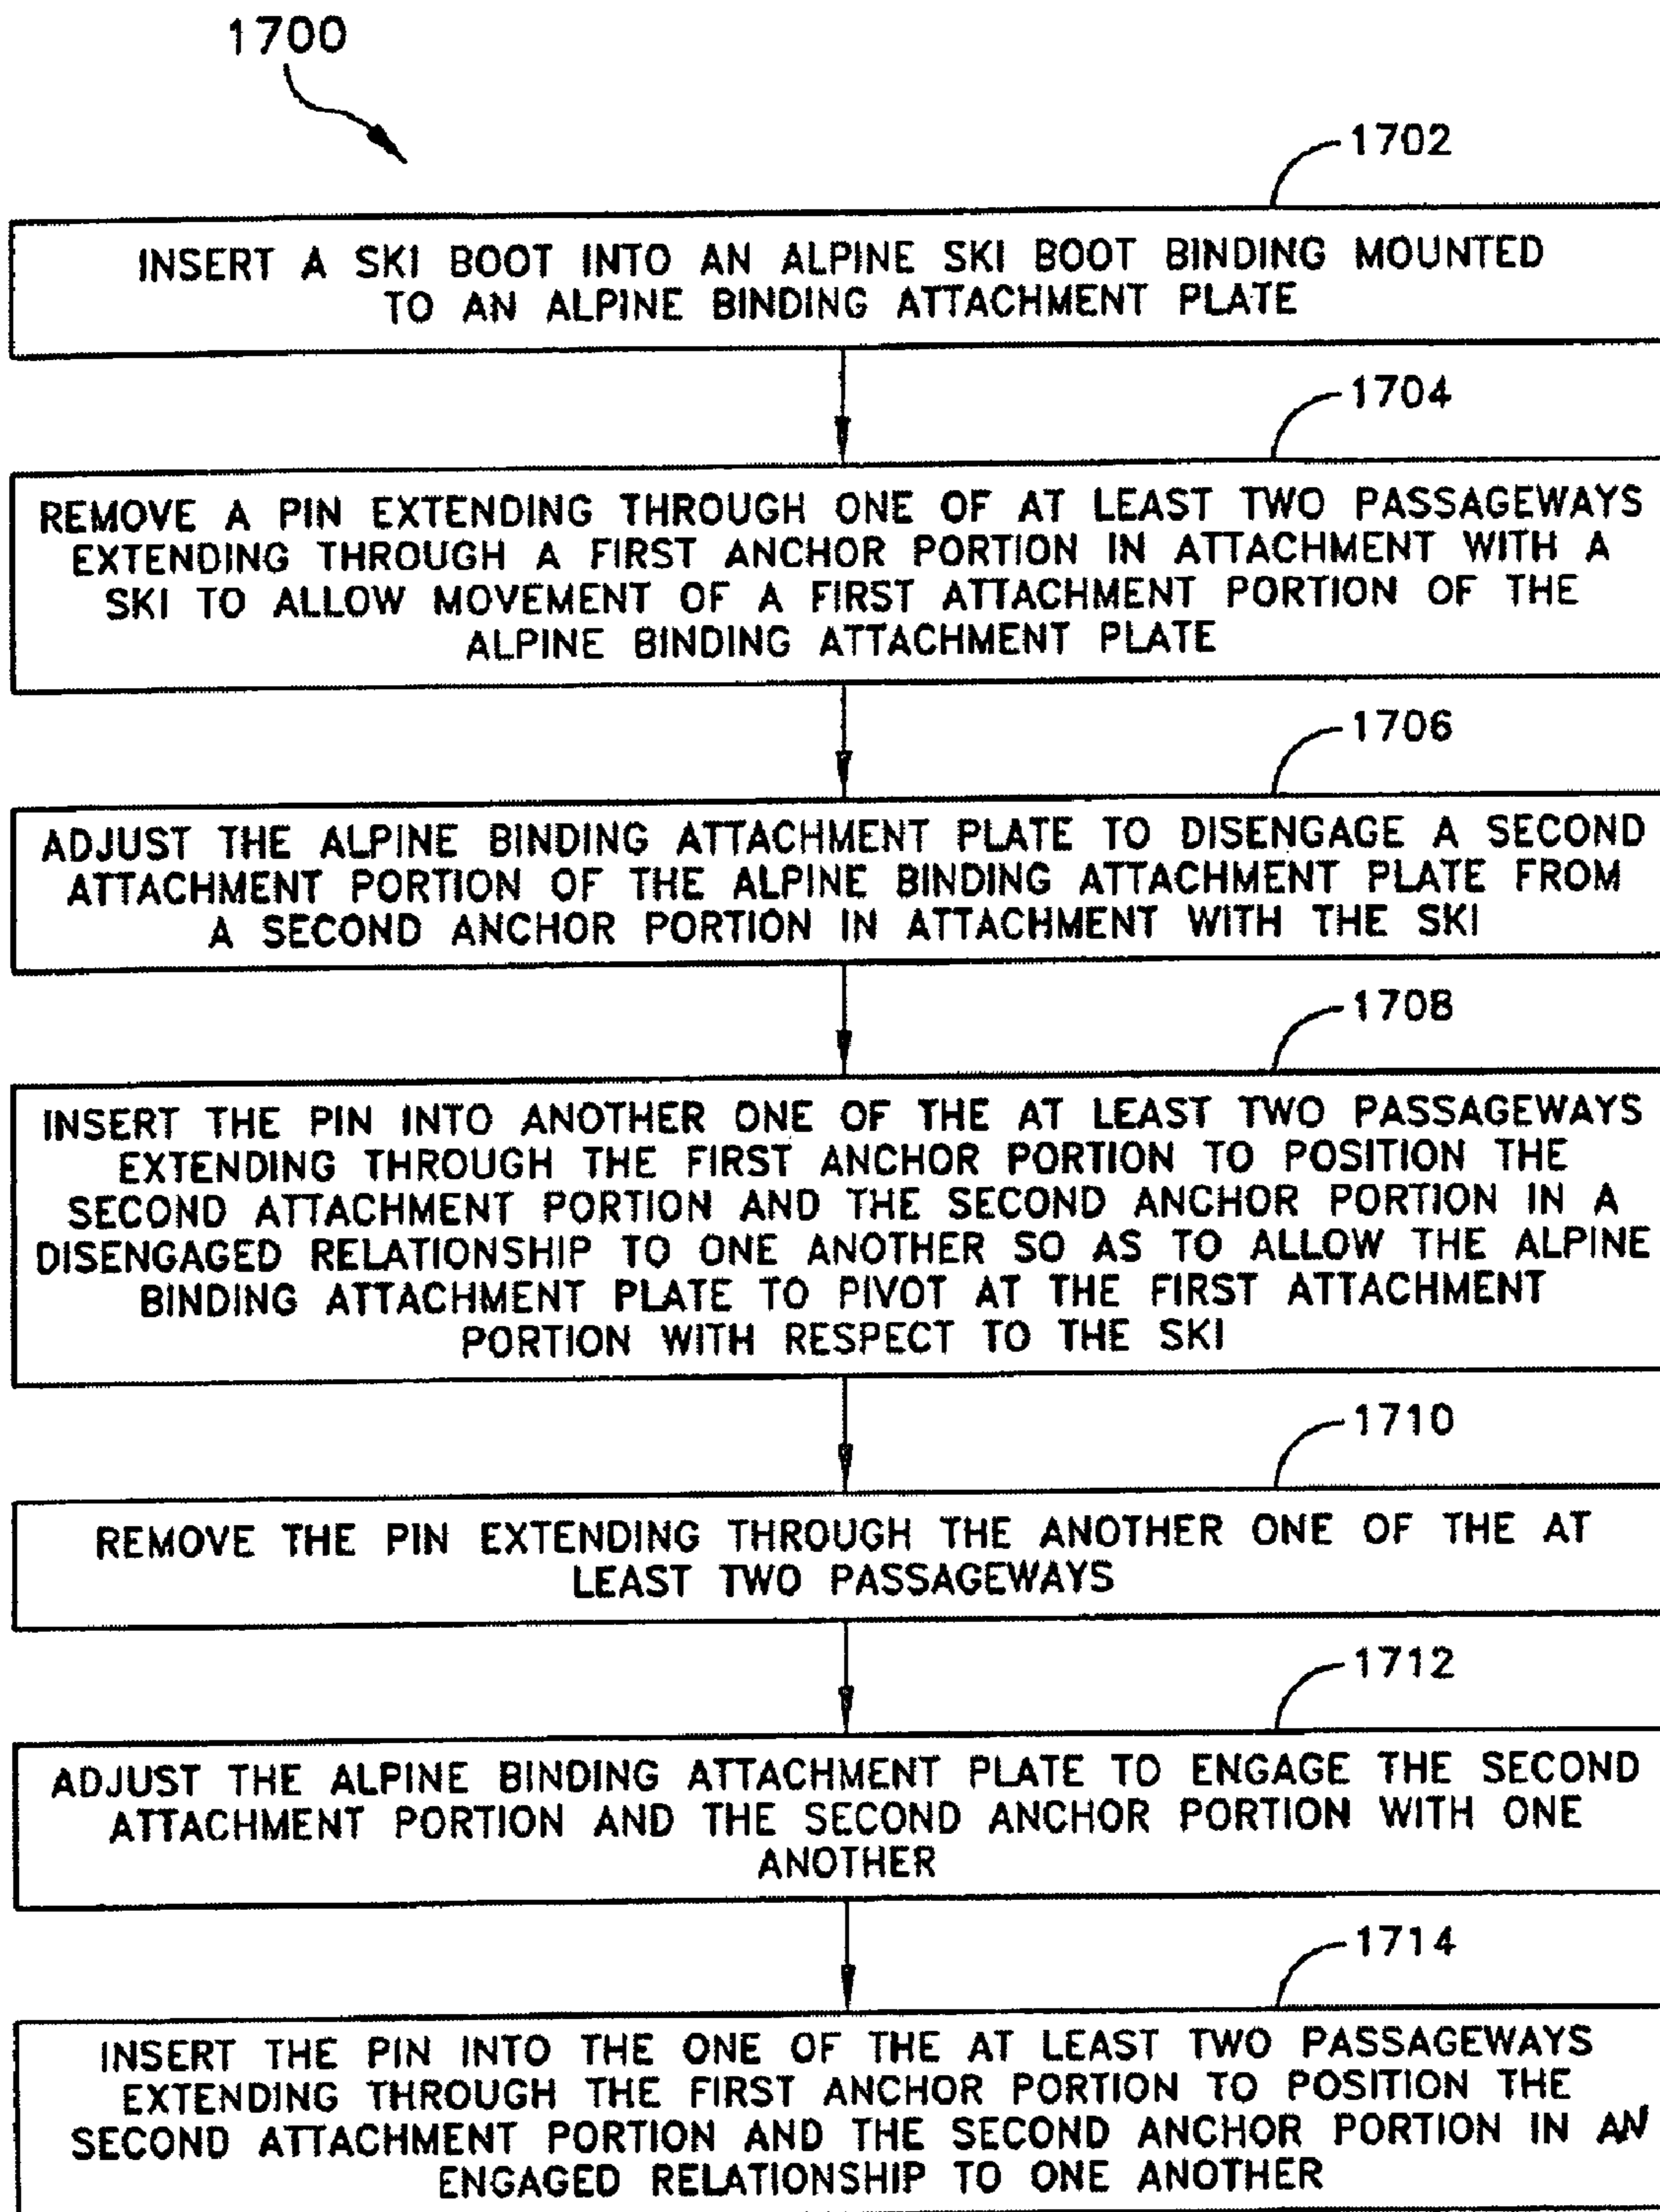 1700
1702
INSERT A SKI BOOT INTO AN ALPINE SKI BOOT BINDING MOUNTED
TO AN ALPINE BINDING ATTACHMENT PLATE
1704
REMOVE A PIN EXTENDING THROUGH ONE OF AT LEAST TWO PASSAGEWAYS
EXTENDING THROUGH A FIRST ANCHOR PORTION IN ATTACHMENT WITH A
SKI TO ALLOW MOVEMENT OF A FIRST ATTACHMENT PORTION OF THE
ALPINE BINDING ATTACHMENT PLATE
1706
ADJUST THE ALPINE BINDING ATTACHMENT PLATE TO DISENGAGE A SECOND
ATTACHMENT PORTION OF THE ALPINE BINDING ATTACHMENT PLATE FROM
A SECOND ANCHOR PORTION IN ATTACHMENT WITH THE SKI
1708
INSERT THE PIN INTO ANOTHER ONE OF THE AT LEAST TWO PASSAGEWAYS
EXTENDING THROUGH THE FIRST ANCHOR PORTION TO POSITION THE
SECOND ATTACHMENT PORTION AND THE SECOND ANCHOR PORTION IN A
DISENGAGED RELATIONSHIP TO ONE ANOTHER SO AS TO ALLOW THE ALPINE
BINDING ATTACHMENT PLATE TO PIVOT AT THE FIRST ATTACHMENT
PORTION WITH RESPECT TO THE SKI
1710
REMOVE THE PIN EXTENDING THROUGH THE ANOTHER ONE OF THE AT
LEAST TWO PASSAGEWAYS
1712
ADJUST THE ALPINE BINDING ATTACHMENT PLATE TO ENGAGE THE SECOND
ATTACHMENT PORTION AND THE SECOND ANCHOR PORTION WITH ONE
ANOTHER
1714
INSERT THE PIN INTO THE ONE OF THE AT LEAST TWO PASSAGEWAYS
EXTENDING THROUGH THE FIRST ANCHOR PORTION TO POSITION THE
SECOND ATTACHMENT PORTION AND THE SECOND ANCHOR PORTION IN AN
ENGAGED RELATIONSHIP TO ONE ANOTHER